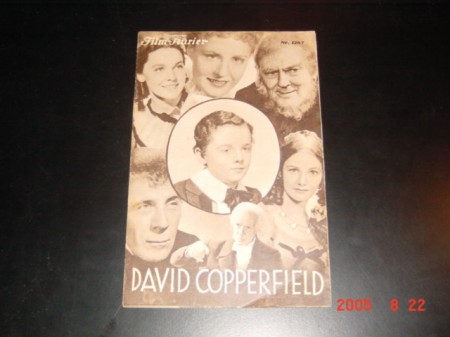 Film-Kurier
DAVID COPPERFIELD
2005 8 22